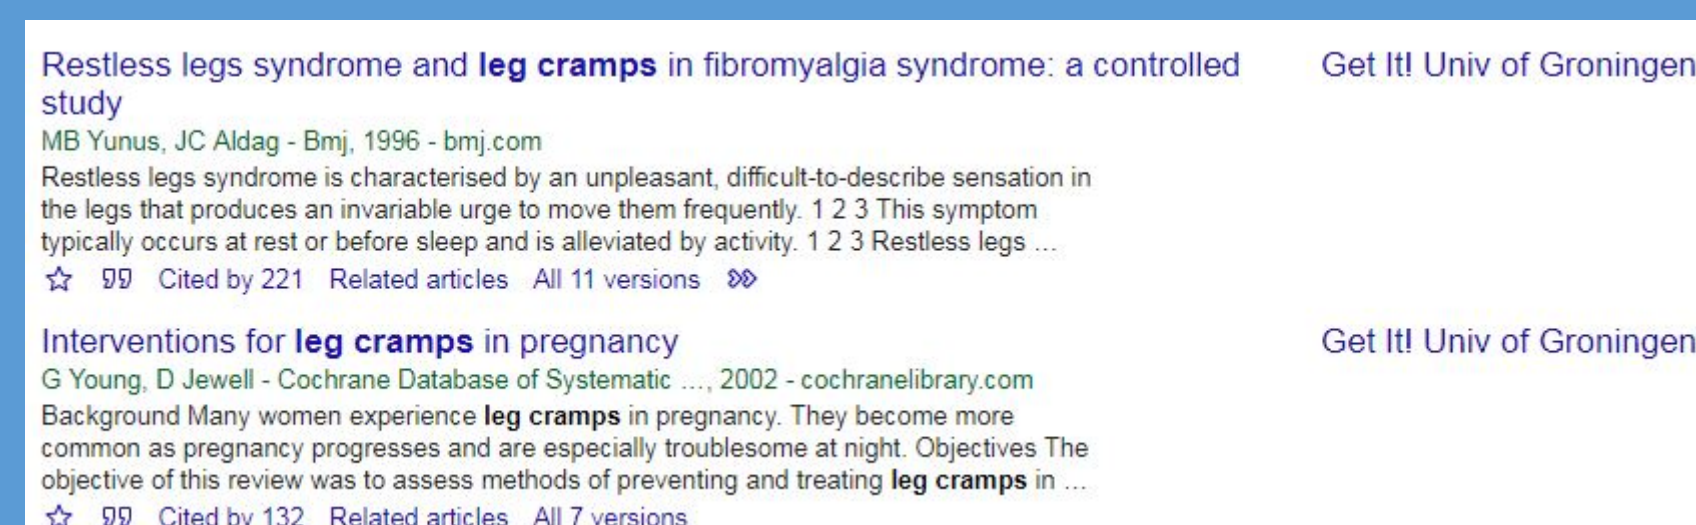 Restless legs syndrome and leg cramps in fibromyalgia syndrome: a controlled
study
Get It! Univ of Groningen
MB Yunus, JC Aldag - Bmj, 1996 - bmj.com
Restless legs syndrome is characterised by an unpleasant, difficult-to-describe sensation in
the legs that produces an invariable urge to move them frequently. 1 2 3 This symptom
typically occurs at rest or before sleep and is alleviated by activity. 1 2 3 Restless legs …
Cited by 221 Related articles All 11 versions
Interventions for leg cramps in pregnancy
Get It! Univ of Groningen
G Young, D Jewell - Cochrane Database of Systematic …, 2002 - cochranelibrary.com
Background Many women experience leg cramps in pregnancy. They become more
common as pregnancy progresses and are especially troublesome at night. Objectives The
objective of this review was to assess methods of preventing and treating leg cramps in …
Cited by 132 Related articles All 7 versions